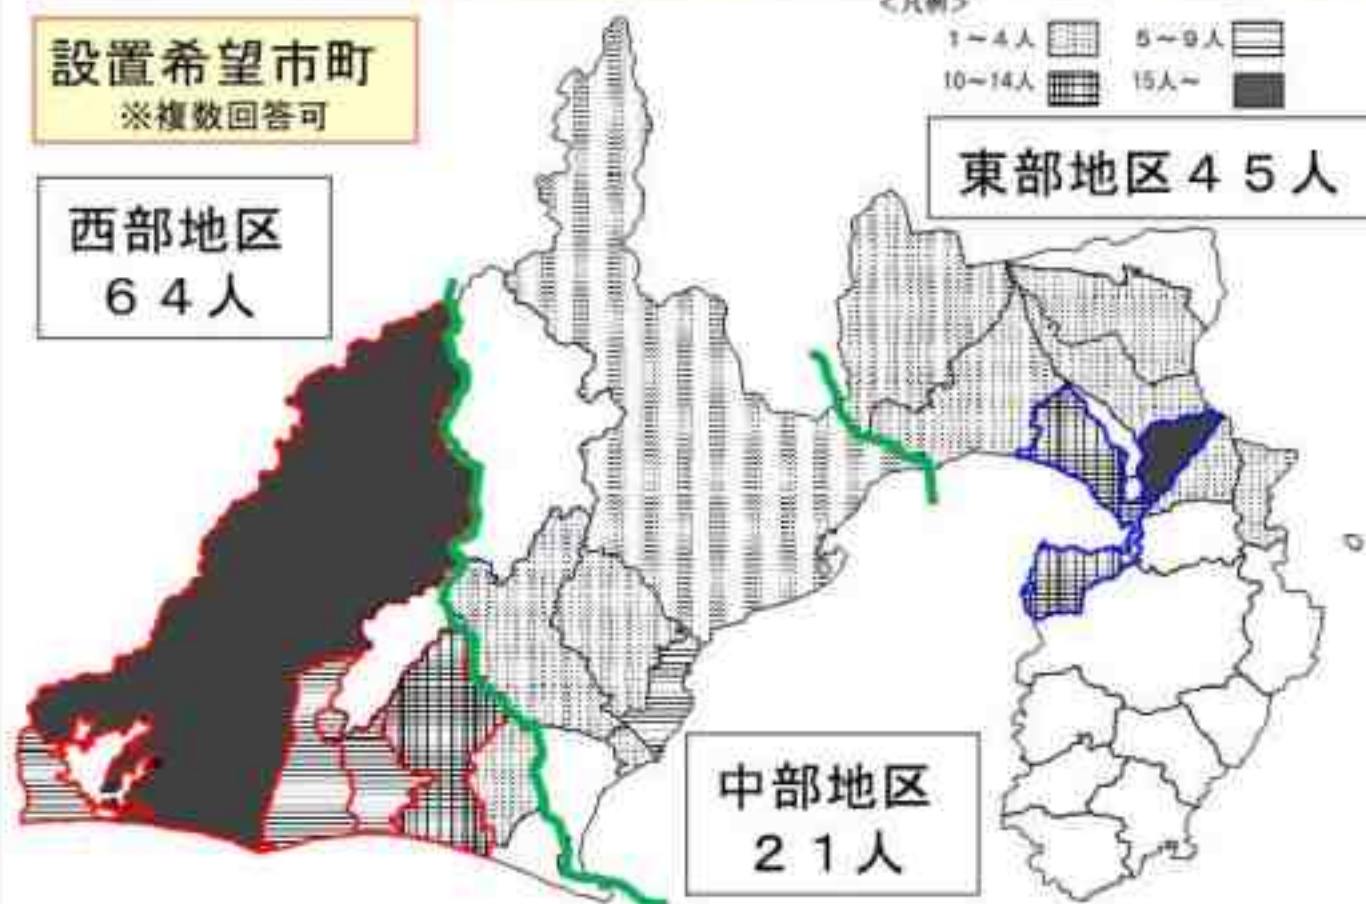 設置希望市町
※複数回答可
<凡例>
1~4人 5~9人
10~14人 15人~
東部地区45人
西部地区
64人
中部地区
21人